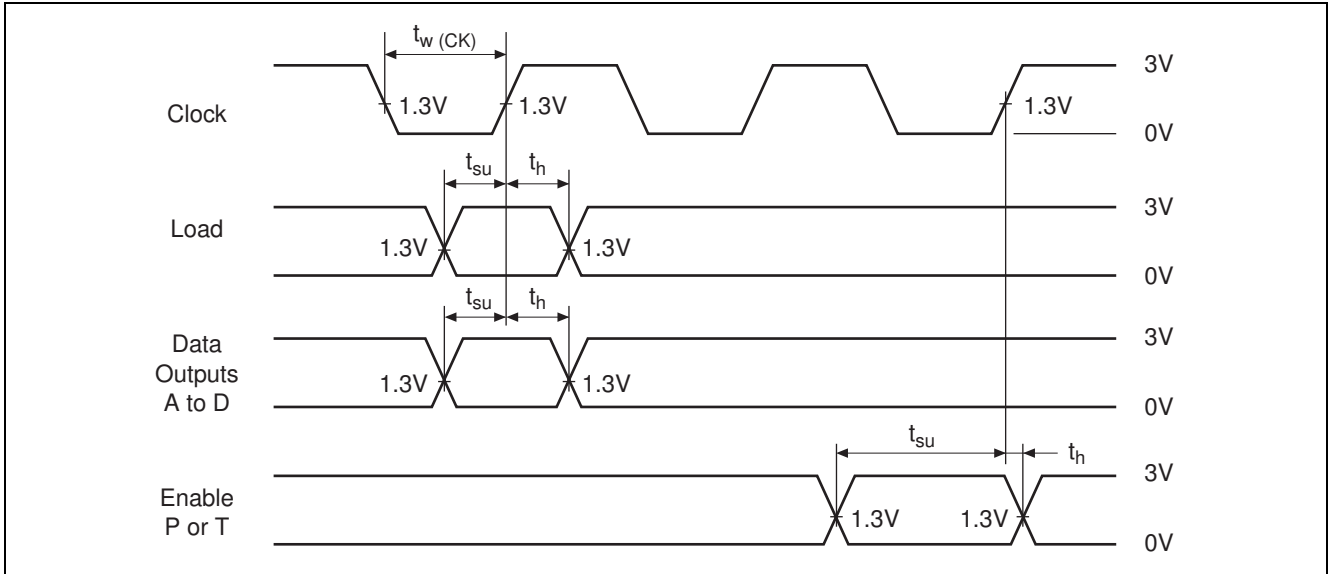 t_w (CK)
3V
Clock 1.3V 1.3V 1.3V
0V
t_su t_h
3V
Load
1.3V 1.3V
0V
t_su t_h
3V
Data
Outputs
A to D
1.3V 1.3V
0V
t_su t_h
3V
Enable
P or T
1.3V 1.3V
0V